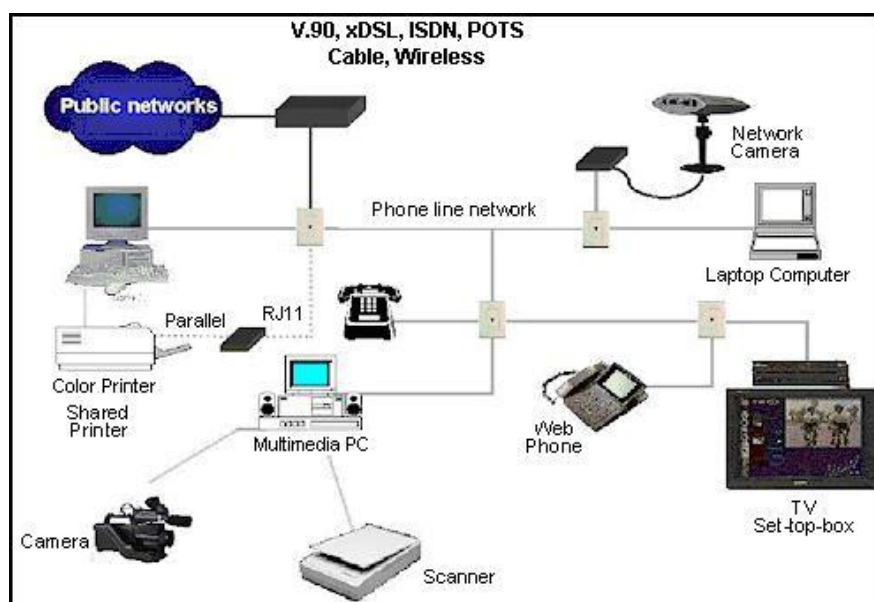 V.90, xDSL, ISDN, POTS
Cable, Wireless
Public networks
Network
Camera
Phone line network
Laptop Computer
RJ11
Parallel
Color Printer
Shared
Printer
Multimedia PC
Web
Phone
TV
Set-top-box
Camera
Scanner